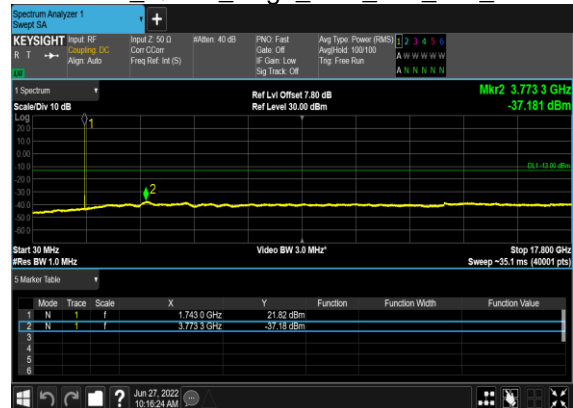 Spectrum Analyzer 1
Swept SA
KEYSIGHT Input: RF Input Z: 50 Ω #Atten: 40 dB PNO: Fast Avg Type: Power (RMS) 1 2 3 4 5 6
R T Coupling: DC Corr CCorr Gate: Off Avg|Hold: 100/100 A W W W W W
Align: Auto Freq Ref: Int (S) IF Gain: Low Trig: Free Run
Sig Track: Off A N N N N N
1 Spectrum Ref Lvl Offset 7.80 dB Mkr2 3.773 3 GHz
Scale/Div 10 dB Ref Level 30.00 dBm -37.181 dBm
Log
1
20.0
10.0
0.00
-10.0 DL1 -13.00 dBm
-20.0
-30.0 2
-40.0
-50.0
-60.0
Start 30 MHz Video BW 3.0 MHz* Stop 17.800 GHz
#Res BW 1.0 MHz Sweep ~35.1 ms (40001 pts)
5 Marker Table
Mode Trace Scale X Y Function Function Width Function Value
1 N 1 f 1.743 0 GHz 21.82 dBm
2 N 1 f 3.773 3 GHz -37.18 dBm
3
4
5
6
? Jun 27, 2022
10:16:24 AM